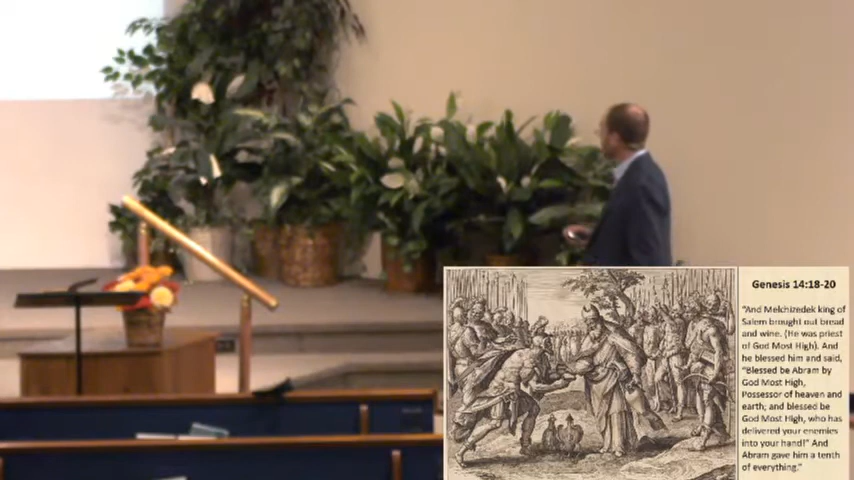 Genesis 14:18-20
"And Melchizedek king of
Salem brought out bread
and wine. (He was priest
of God Most High). And
he blessed him and said,
"Blessed be Abram by
God Most High,
Possessor of heaven and
earth; and blessed be
God Most High, who has
delivered your enemies
into your hand!" And
Abram gave him a tenth
of everything."